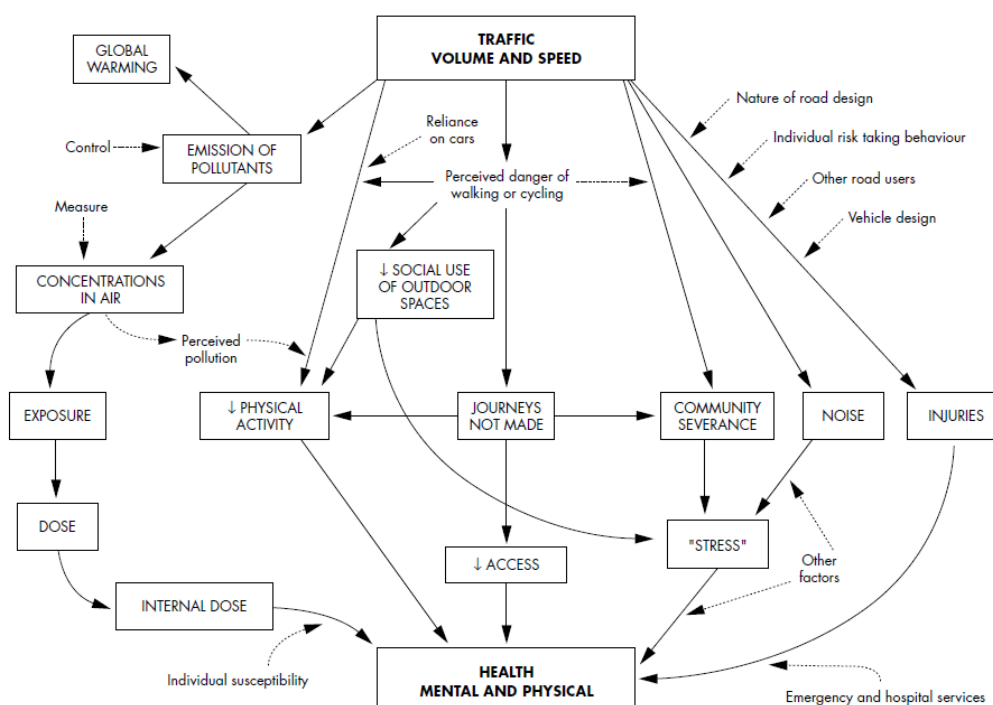 TRAFFIC
VOLUME AND SPEED
GLOBAL
WARMING
Nature of road design
Reliance
on cars
Individual risk taking behaviour
Control
EMISSION OF
POLLUTANTS
Perceived danger of
walking or cycling
Other road users
Measure
Vehicle design
CONCENTRATIONS
IN AIR
↓ SOCIAL USE
OF OUTDOOR
SPACES
Perceived
pollution
EXPOSURE
↓ PHYSICAL
ACTIVITY
JOURNEYS
NOT MADE
COMMUNITY
SEVERANCE
NOISE
INJURIES
DOSE
"STRESS"
↓ ACCESS
Other
factors
INTERNAL DOSE
Individual susceptibility
HEALTH
MENTAL AND PHYSICAL
Emergency and hospital services